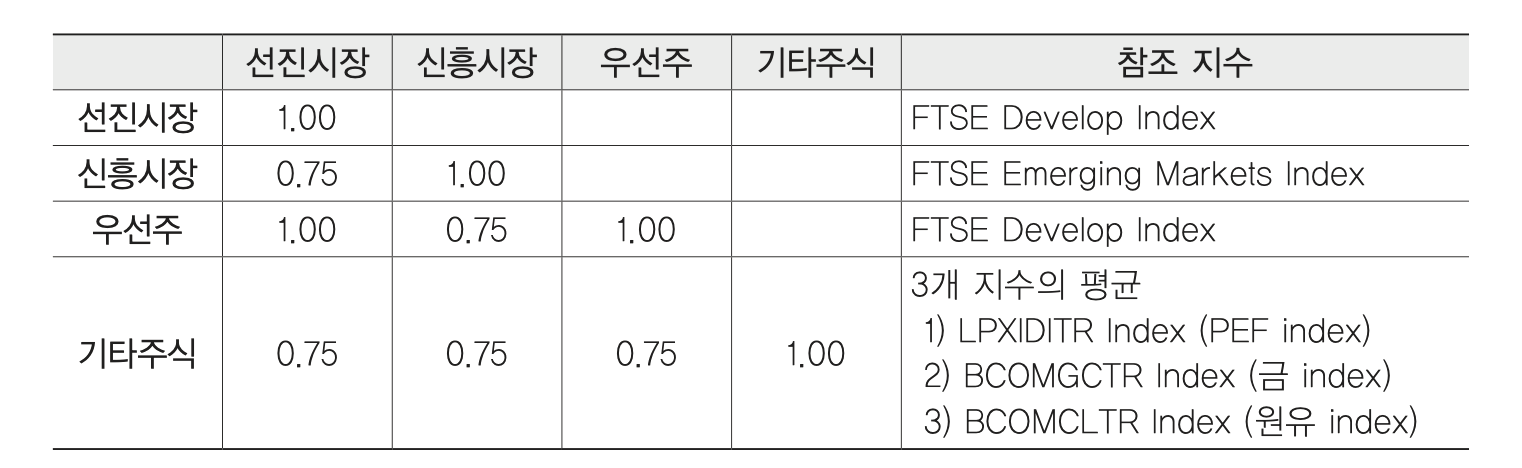 선진시장 신흥시장 우선주 기타주식 참조 지수
선진시장 1.00 FTSE Develop Index
신흥시장 0.75 1.00 FTSE Emerging Markets Index
우선주 1.00 0.75 1.00 FTSE Develop Index
기타주식 0.75 0.75 0.75 1.00 3개 지수의 평균
1) LPXIDITR Index (PEF index)
2) BCOMGCTR Index (금 index)
3) BCOMCLTR Index (원유 index)